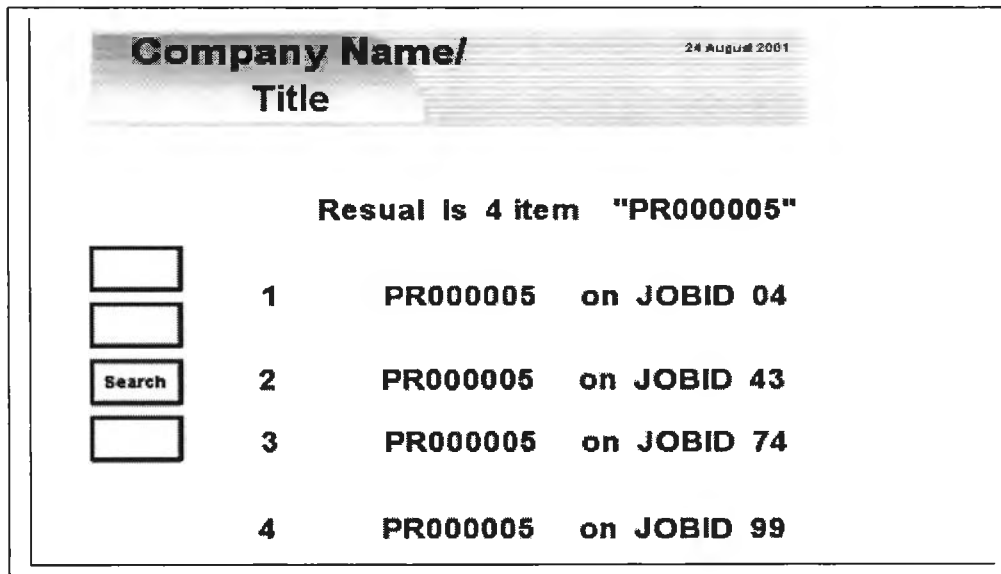 Company Name/
24 August 2001
Title
Resual is 4 item "PR000005"
1 PR000005 on JOBID 04
Search
2 PR000005 on JOBID 43
3 PR000005 on JOBID 74
4 PR000005 on JOBID 99